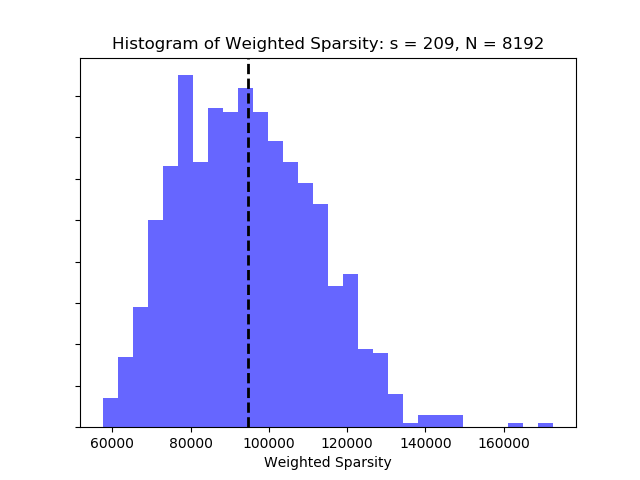 Histogram of Weighted Sparsity: s = 209, N = 8192
60000 80000 100000 120000 140000 160000
Weighted Sparsity